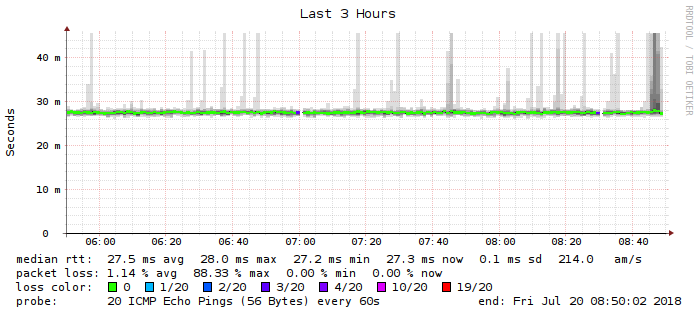 Last 3 Hours
RRDTOOL / TOBI OETIKER
Seconds
40 m
30 m
20 m
10 m
0
06:00 06:20 06:40 07:00 07:20 07:40 08:00 08:20 08:40
median rtt: 27.5 ms avg 28.0 ms max 27.2 ms min 27.3 ms now 0.1 ms sd 214.0 am/s
packet loss: 1.14 % avg 88.33 % max 0.00 % min 0.00 % now
loss color: 0 1/20 2/20 3/20 4/20 10/20 19/20
probe: 20 ICMP Echo Pings (56 Bytes) every 60s end: Fri Jul 20 08:50:02 2018